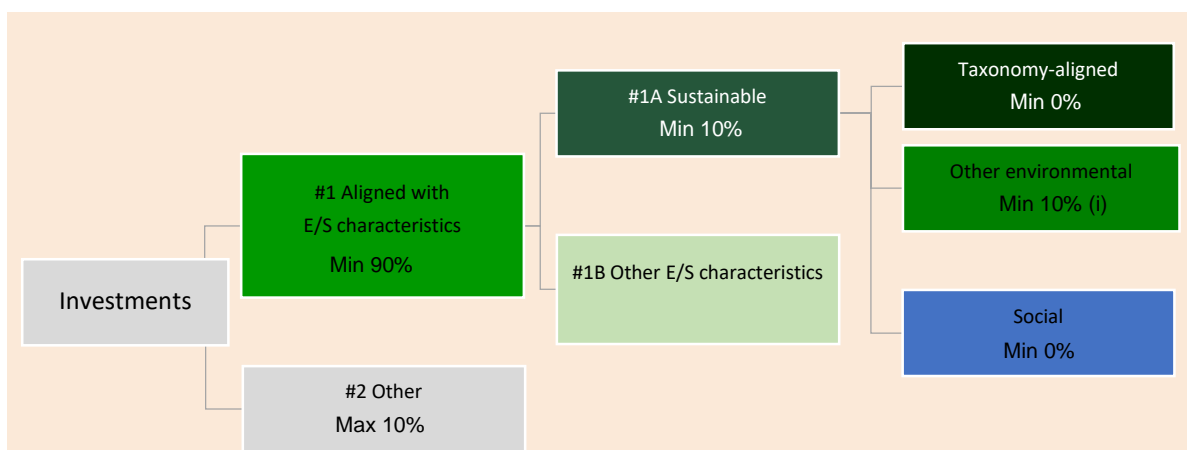 Investments
#1 Aligned with
E/S characteristics
Min 90%
#2 Other
Max 10%
#1A Sustainable
Min 10%
#1B Other E/S characteristics
Taxonomy-aligned
Min 0%
Other environmental
Min 10% (i)
Social
Min 0%